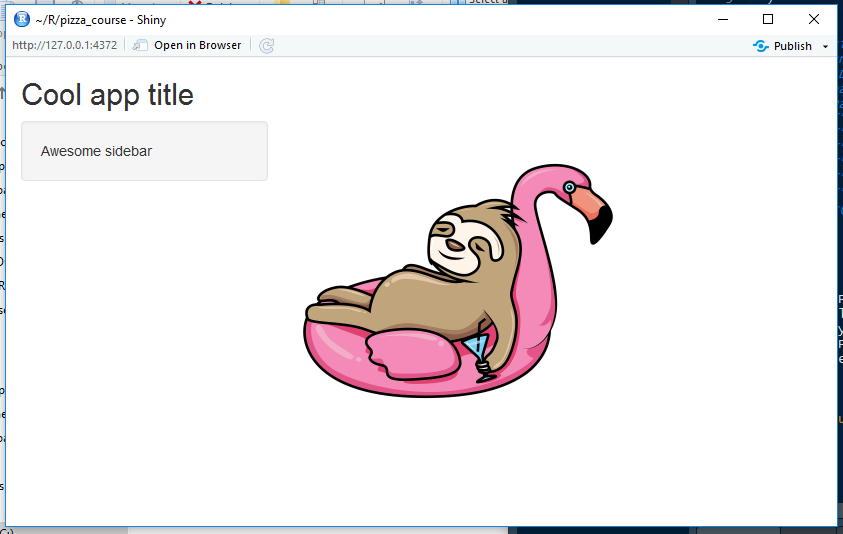 ~/R/pizza_course - Shiny
http://127.0.0.1:4372
Open in Browser
Publish
Cool app title
Awesome sidebar